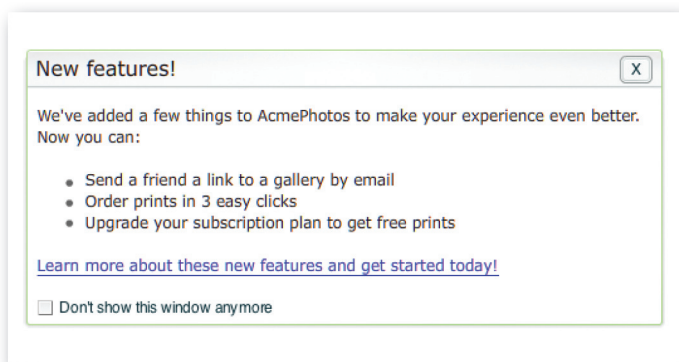 New features!
X
We've added a few things to AcmePhotos to make your experience even better.
Now you can:
Send a friend a link to a gallery by email
Order prints in 3 easy clicks
Upgrade your subscription plan to get free prints
Learn more about these new features and get started today!
Don't show this window anymore